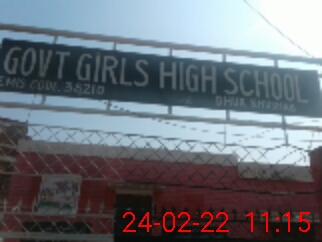 GOVT GIRLS HIGH SCHOOL
EMIS CODE. 38210
24-02-22 11.15